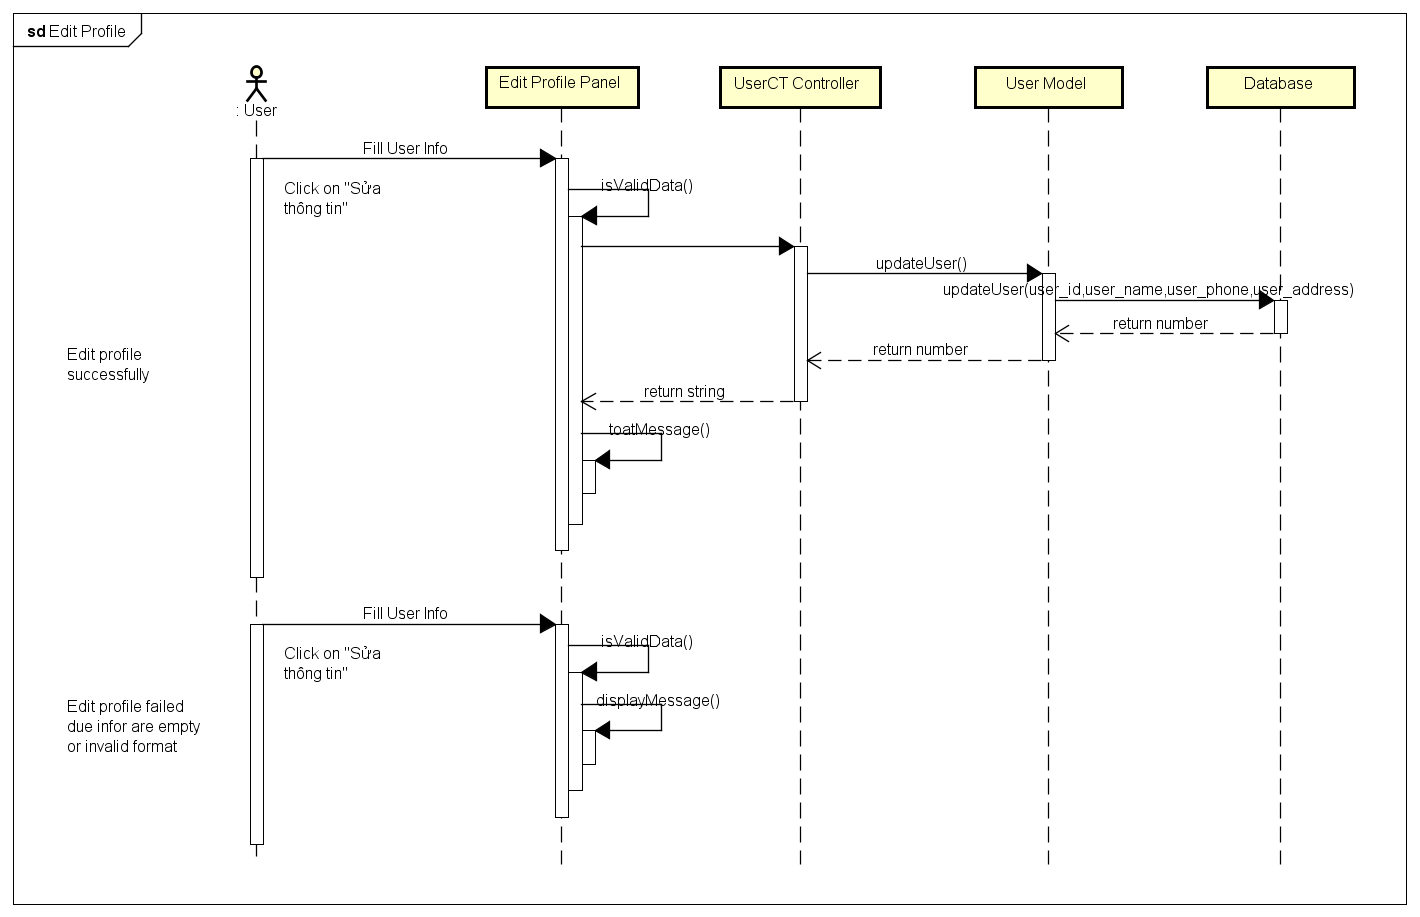 sd Edit Profile
: User
Edit Profile Panel
UserCT Controller
User Model
Database
Fill User Info
Click on "Sửa
thông tin"
isValidData()
updateUser()
updateUser(user_id,user_name,user_phone,user_address)
return number
return number
Edit profile
successfully
return string
toatMessage()
Fill User Info
Click on "Sửa
thông tin"
isValidData()
displayMessage()
Edit profile failed
due infor are empty
or invalid format